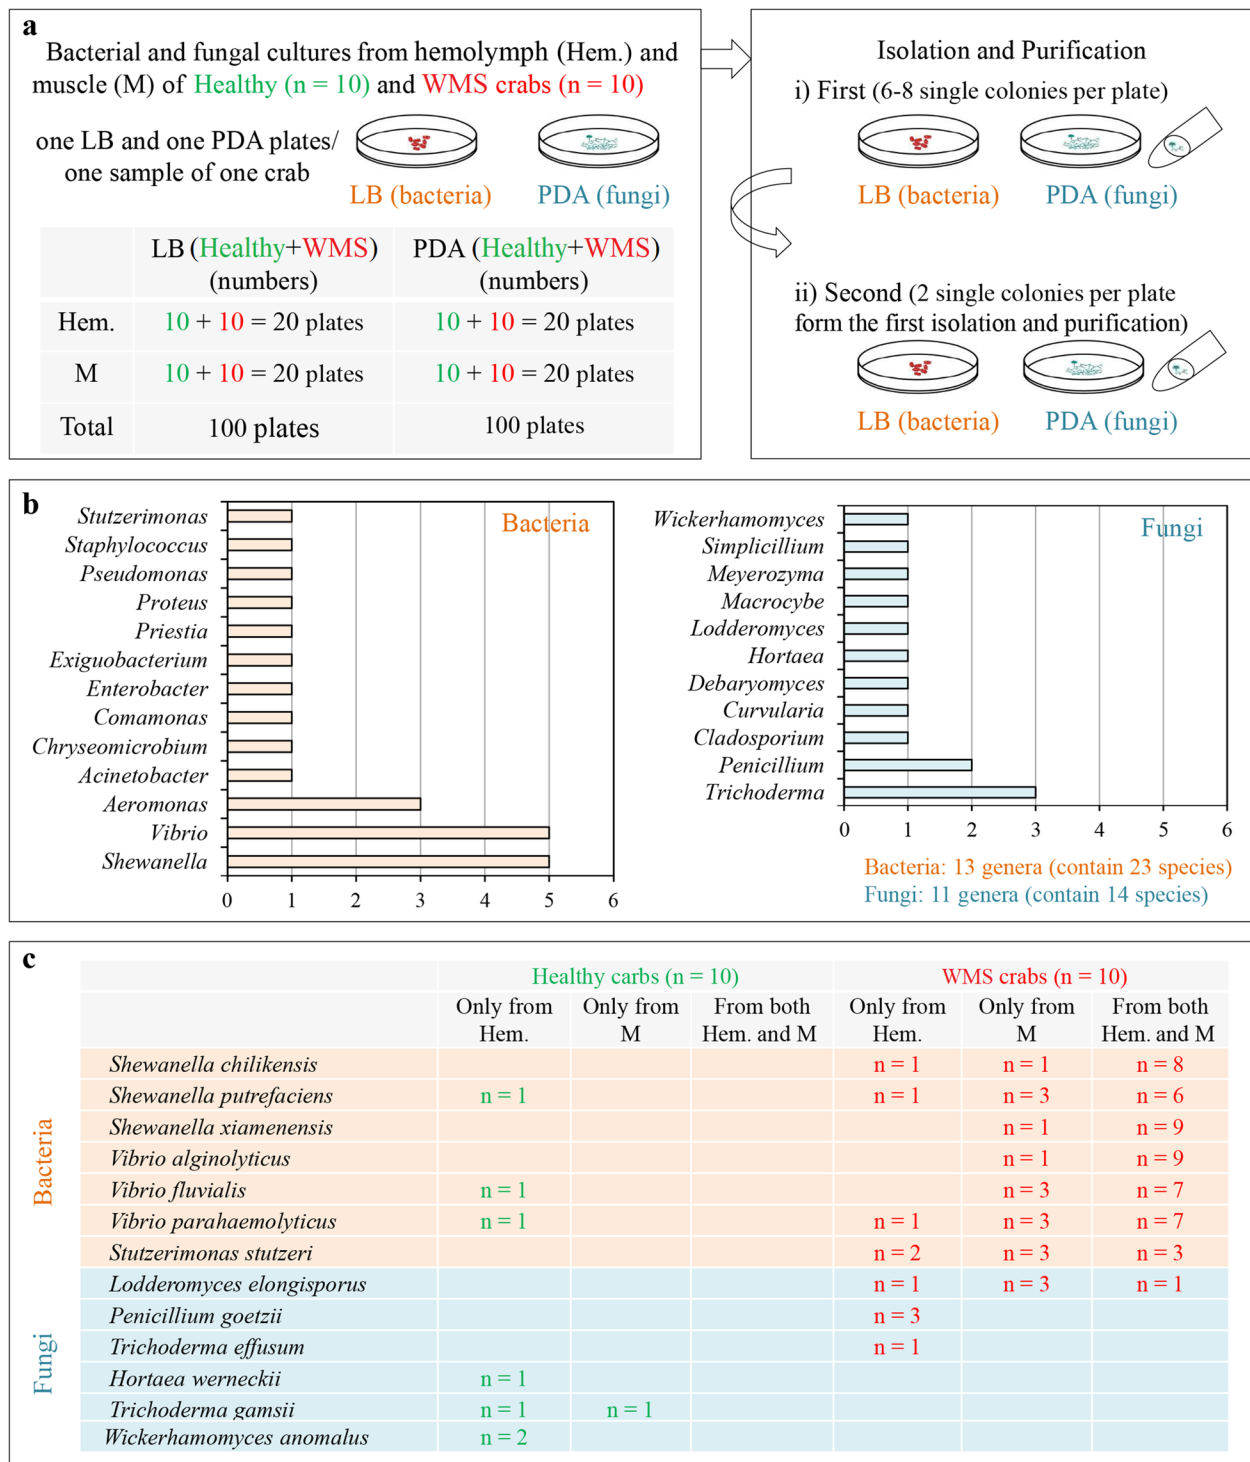 a
Bacterial and fungal cultures from hemolymph (Hem.) and
muscle (M) of Healthy (n = 10) and WMS crabs (n = 10)
one LB and one PDA plates/
one sample of one crab
LB (bacteria) PDA (fungi)
LB (Healthy+WMS) PDA (Healthy+WMS)
(numbers) (numbers)
Hem. 10 + 10 = 20 plates 10 + 10 = 20 plates
M 10 + 10 = 20 plates 10 + 10 = 20 plates
Total 100 plates 100 plates
Isolation and Purification
i) First (6-8 single colonies per plate)
LB (bacteria) PDA (fungi)
ii) Second (2 single colonies per plate
form the first isolation and purification)
LB (bacteria) PDA (fungi)
b
Bacteria
Stutzerimonas
Staphylococcus
Pseudomonas
Proteus
Priestia
Exiguobacterium
Enterobacter
Comamonas
Chryseomicrobium
Acinetobacter
Aeromonas
Vibrio
Shewanella
0 1 2 3 4 5 6
Fungi
Wickerhamomyces
Simplicillium
Meyerozyma
Macrocybe
Lodderomyces
Hortaea
Debaryomyces
Curvularia
Cladosporium
Penicillium
Trichoderma
0 1 2 3 4 5 6
Bacteria: 13 genera (contain 23 species)
Fungi: 11 genera (contain 14 species)
c
Healthy carbs (n = 10) WMS crabs (n = 10)
Only from Only from From both Only from Only from From both
Hem. M Hem. and M Hem. M Hem. and M
Bacteria
Shewanella chilikensis n = 1 n = 1 n = 8
Shewanella putrefaciens n = 1 n = 1 n = 3 n = 6
Shewanella xiamenensis n = 1 n = 9
Vibrio alginolyticus n = 1 n = 9
Vibrio fluvialis n = 1 n = 3 n = 7
Vibrio parahaemolyticus n = 1 n = 1 n = 3 n = 7
Stutzerimonas stutzeri n = 2 n = 3 n = 3
Fungi
Lodderomyces elongisporus n = 1 n = 3 n = 1
Penicillium goetzii n = 3
Trichoderma effusum n = 1
Hortaea werneckii n = 1
Trichoderma gamsii n = 1 n = 1
Wickerhamomyces anomalus n = 2